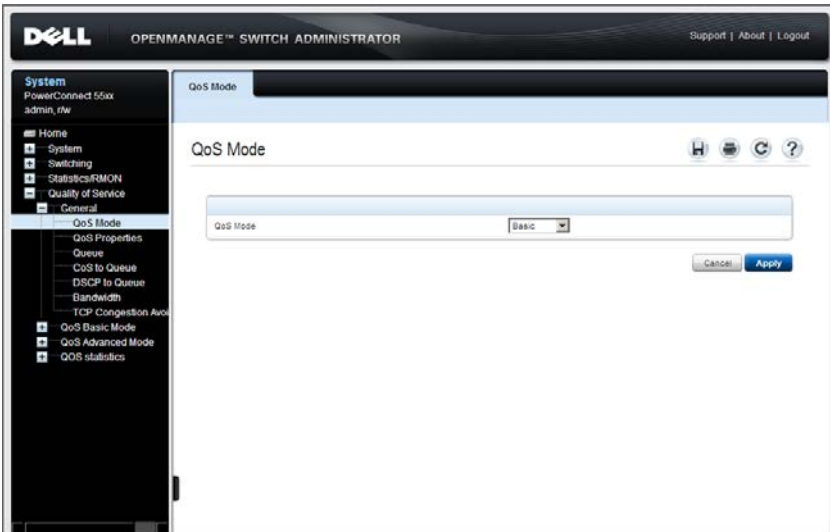 DELL
OPENMANAGE™ SWITCH ADMINISTRATOR
Support | About | Logout
System
PowerConnect 55xx
admin, r/w
Home
System
Switching
Statistics/RMON
Quality of Service
General
QoS Mode
QoS Properties
Queue
CoS to Queue
DSCP to Queue
Bandwidth
TCP Congestion Avoi
QoS Basic Mode
QoS Advanced Mode
QOS statistics
QoS Mode
QoS Mode
?
QoS Mode
Basic
Cancel
Apply